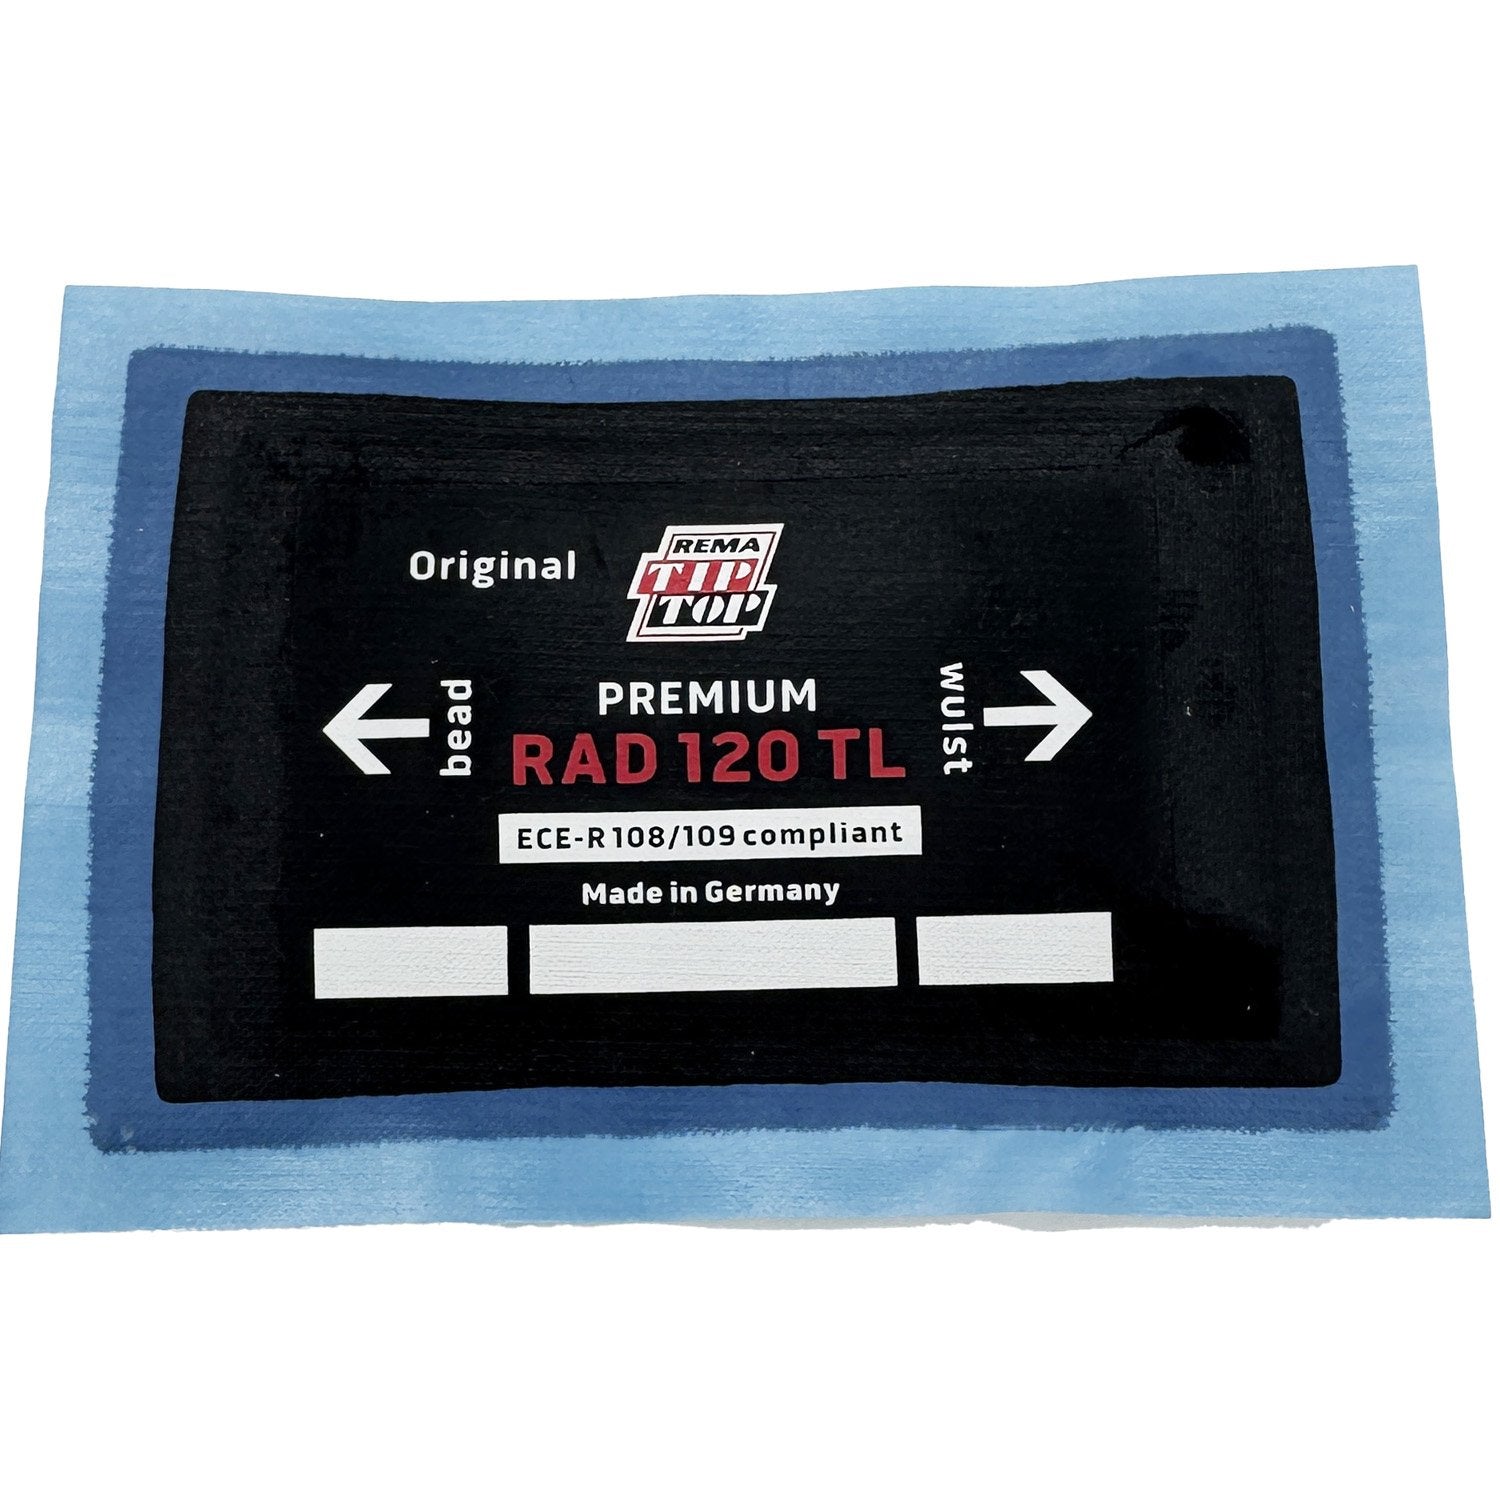 Original
REMA
TIP
TOP
bead
PREMIUM
RAD 120 TL
wulst
ECE-R 108/109 compliant
Made in Germany